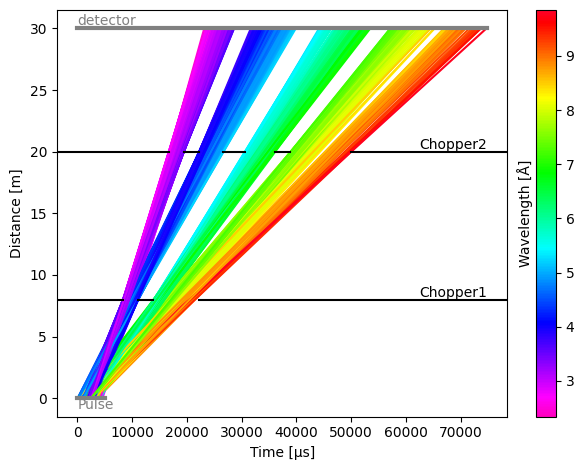 detector
Chopper2
Chopper1
Pulse
30
25
20
15
10
5
0
Distance [m]
0 10000 20000 30000 40000 50000 60000 70000
Time [µs]
9
8
7
6
5
4
3
Wavelength [Å]